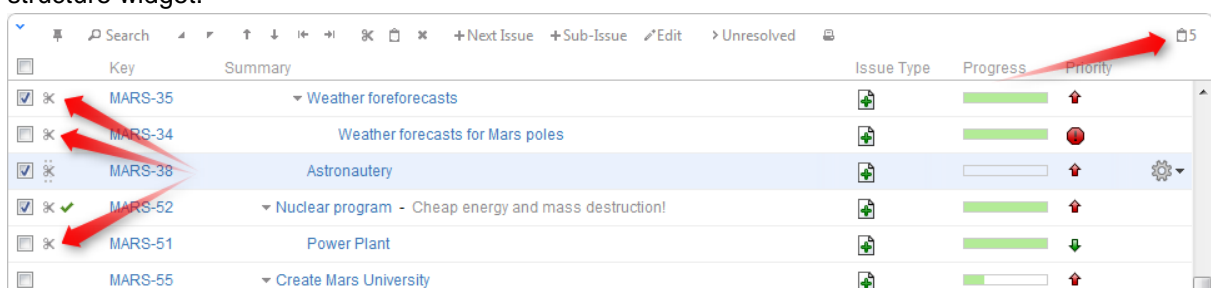 structure widget.
Search +Next Issue +Sub-Issue Edit Unresolved 5
Key Summary Issue Type Progress Priority
MARS-35 Weather foreforecasts
MARS-34 Weather forecasts for Mars poles
MARS-38 Astronautery
MARS-52 Nuclear program - Cheap energy and mass destruction!
MARS-51 Power Plant
MARS-55 Create Mars University